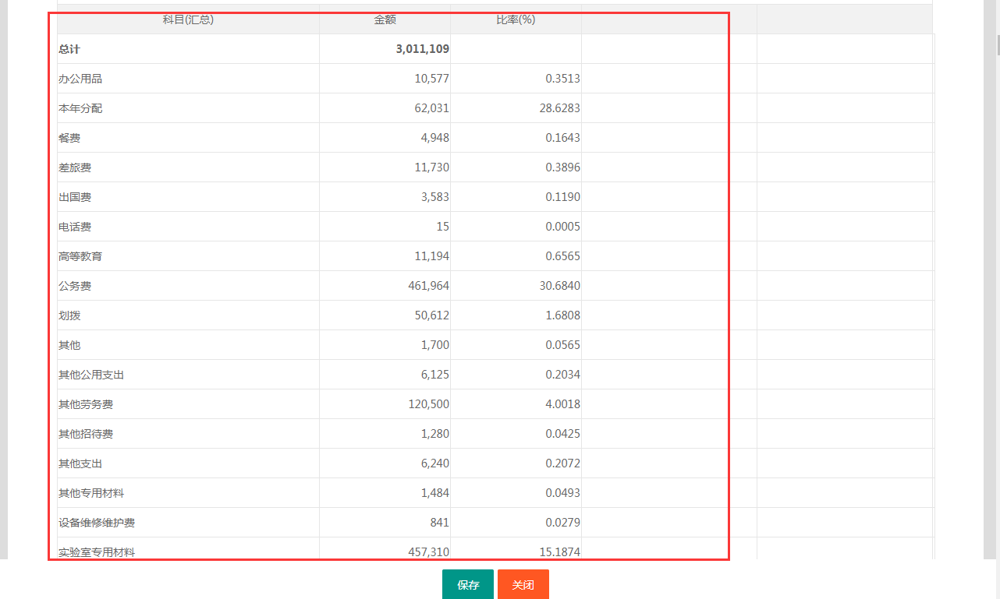 科目(汇总) 金额 比率(%)
总计 3,011,109
办公用品 10,577 0.3513
本年分配 62,031 28.6283
餐费 4,948 0.1643
差旅费 11,730 0.3896
出国费 3,583 0.1190
电话费 15 0.0005
高等教育 11,194 0.6565
公务费 461,964 30.6840
划拨 50,612 1.6808
其他 1,700 0.0565
其他公用支出 6,125 0.2034
其他劳务费 120,500 4.0018
其他招待费 1,280 0.0425
其他支出 6,240 0.2072
其他专用材料 1,484 0.0493
设备维修维护费 841 0.0279
实验室专用材料 457,310 15.1874
保存 关闭